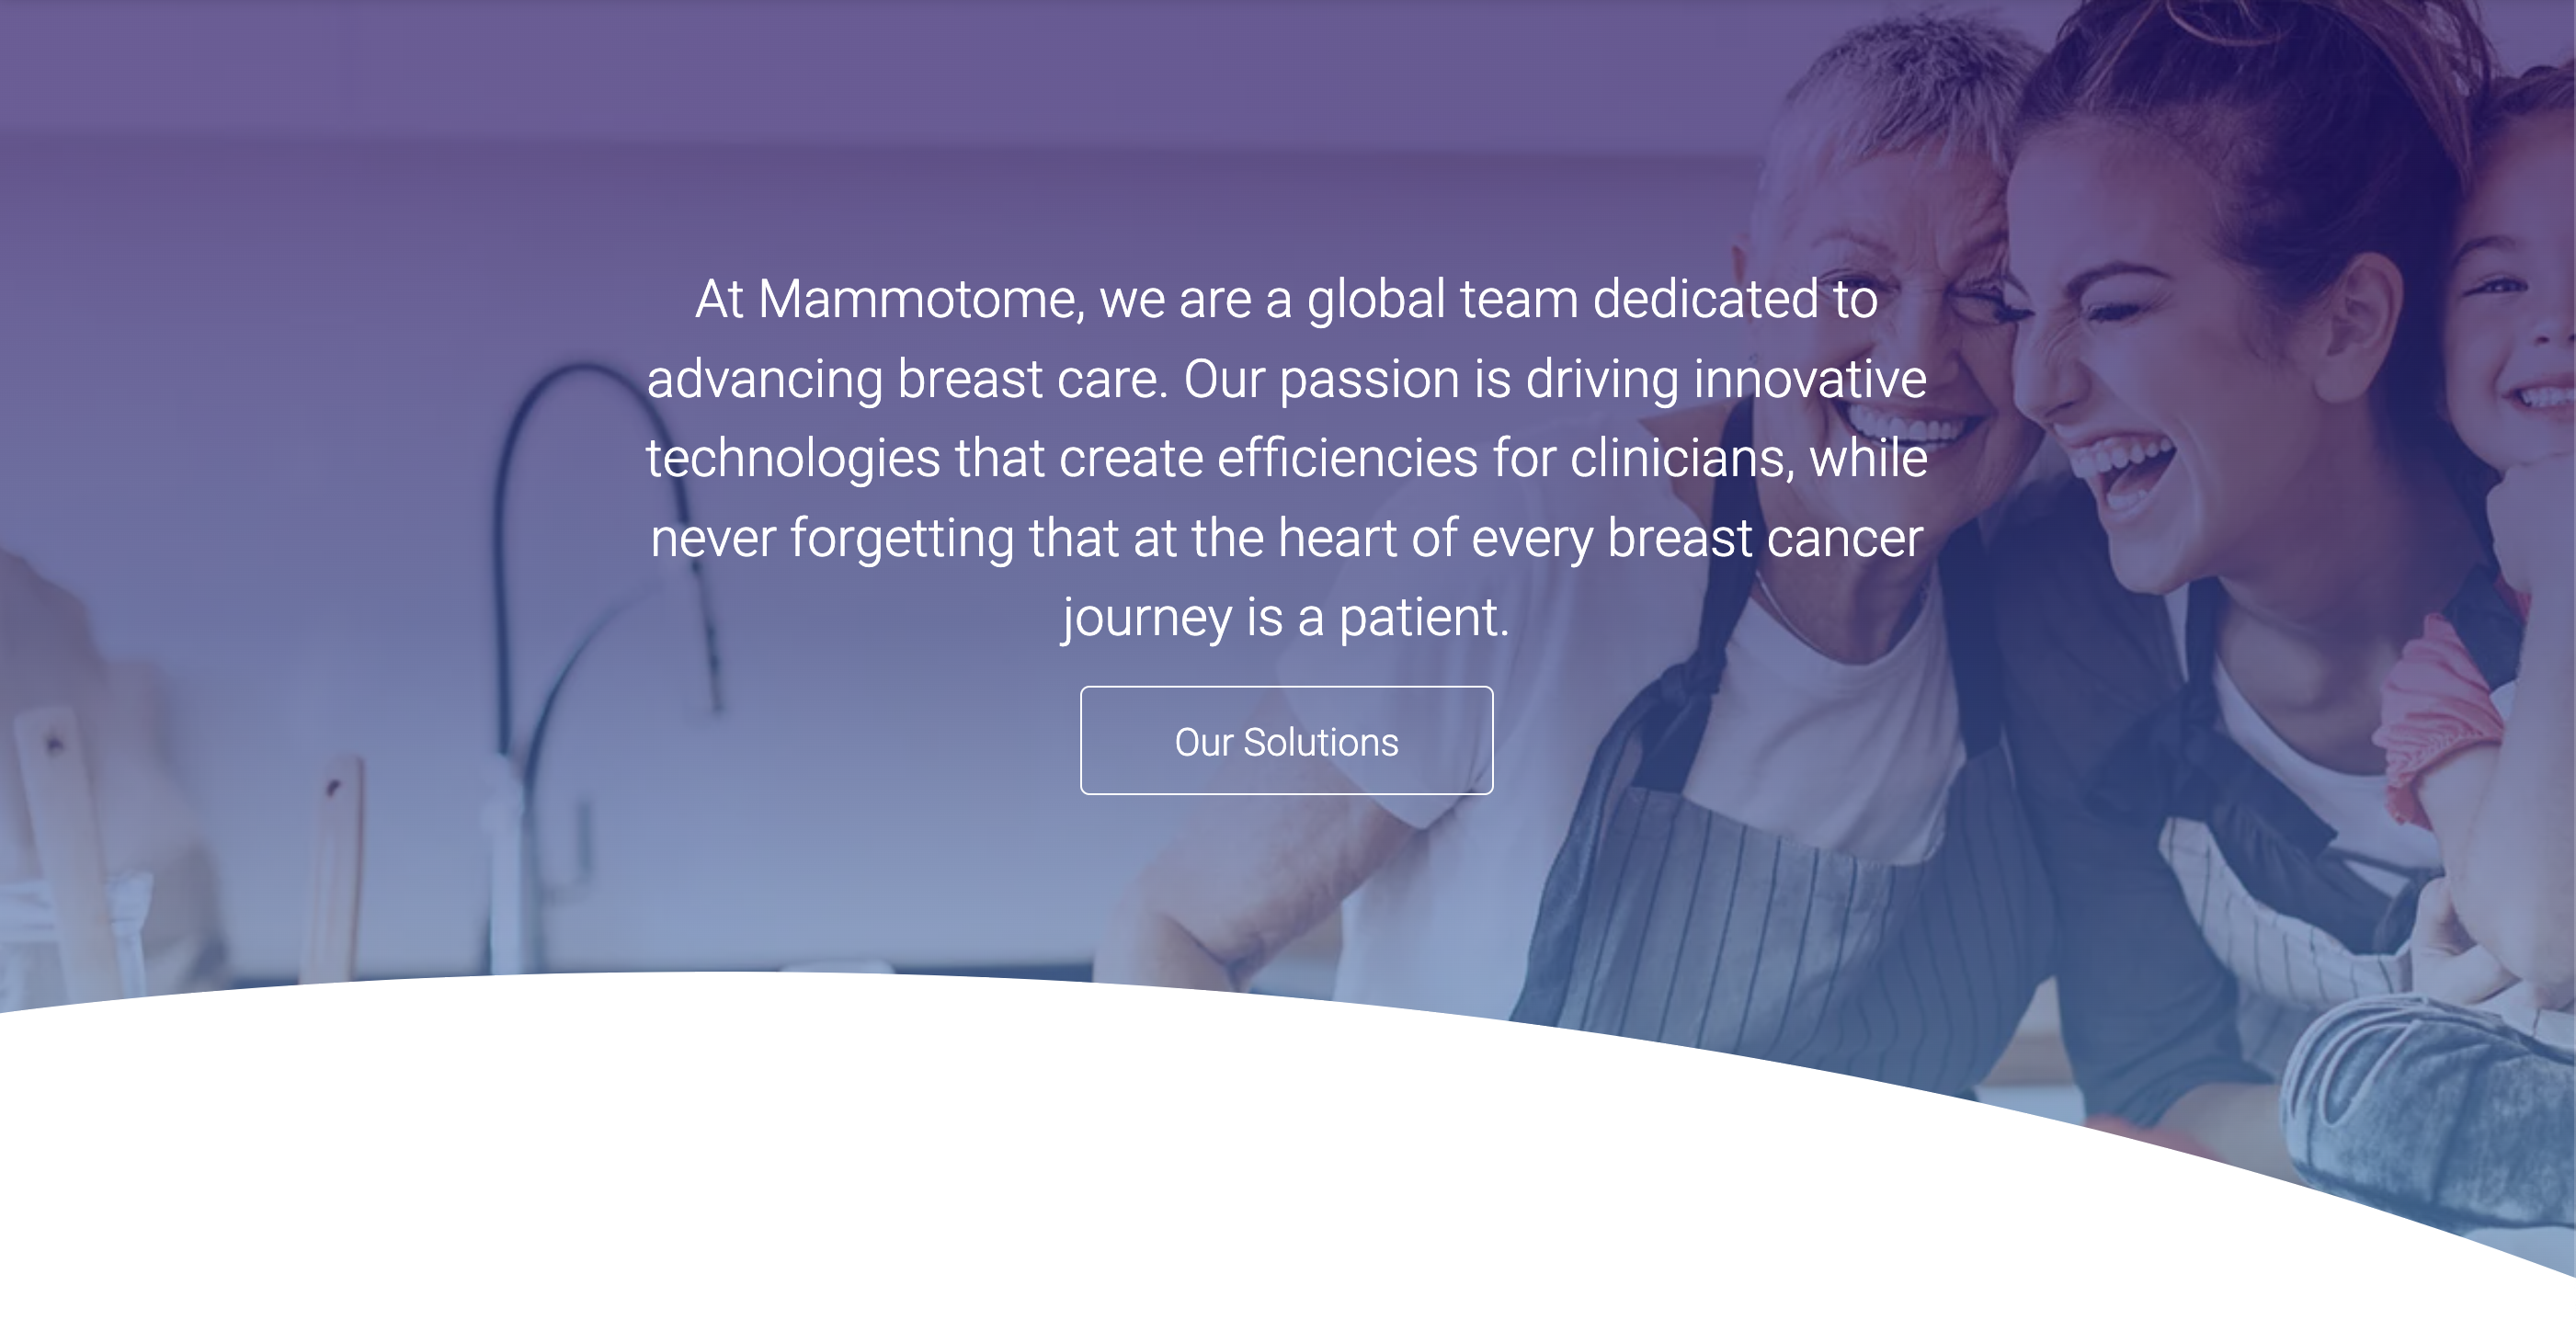 At Mammotome, we are a global team dedicated to
advancing breast care. Our passion is driving innovative
technologies that create efficiencies for clinicians, while
never forgetting that at the heart of every breast cancer
journey is a patient.
Our Solutions